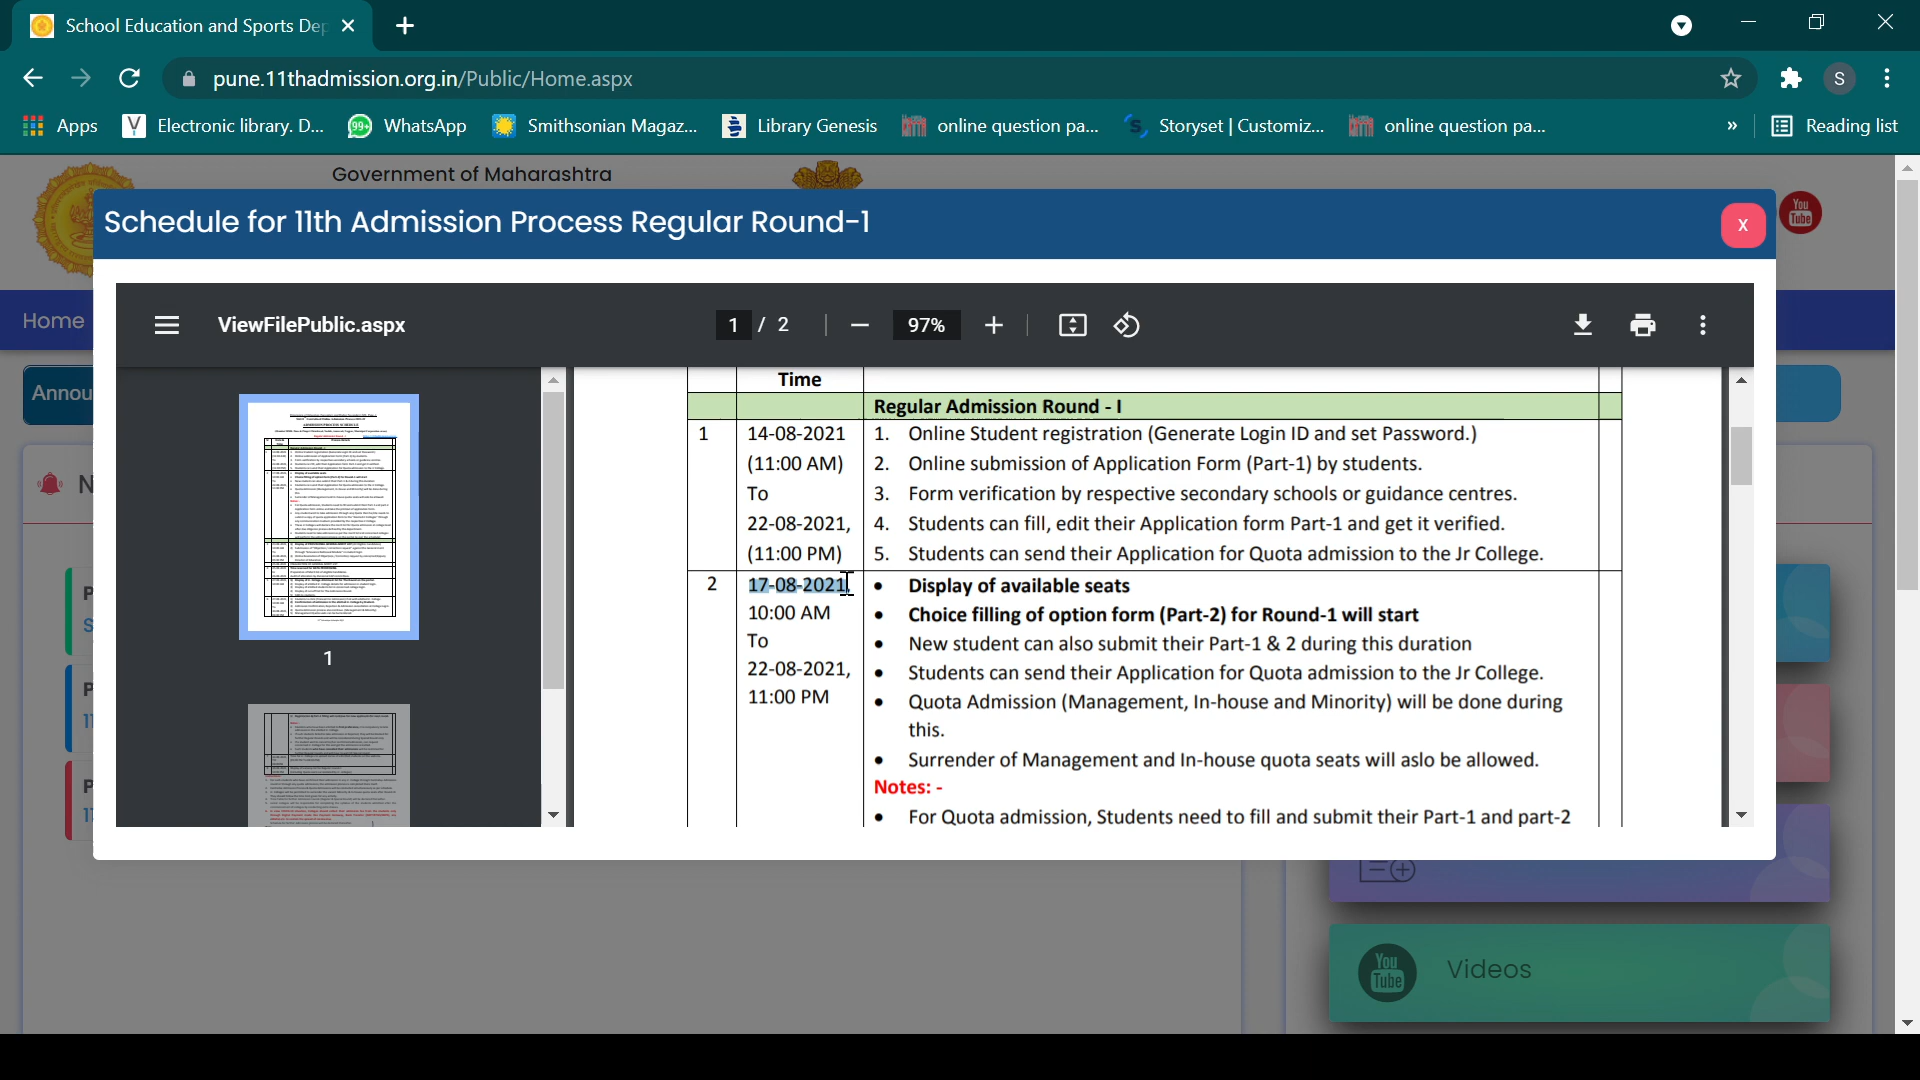 School Education and Sports Dep
pune.11thadmission.org.in/Public/Home.aspx
S
Apps
Electronic library. D...
99+
WhatsApp
Smithsonian Magaz...
Library Genesis
online question pa...
Storyset | Customiz...
online question pa...
»
Reading list
Government of Maharashtra
Schedule for 11th Admission Process Regular Round-1
X
You Tube
Home
ViewFilePublic.aspx
1 / 2
97%
Annou
N
P
S
P
11
P
1
Time
Regular Admission Round - I
1 14-08-2021 1. Online Student registration (Generate Login ID and set Password.)
(11:00 AM) 2. Online submission of Application Form (Part-1) by students.
To 3. Form verification by respective secondary schools or guidance centres.
22-08-2021, 4. Students can fill, edit their Application form Part-1 and get it verified.
(11:00 PM) 5. Students can send their Application for Quota admission to the Jr College.
2 17-08-2021, • Display of available seats
10:00 AM • Choice filling of option form (Part-2) for Round-1 will start
To • New student can also submit their Part-1 & 2 during this duration
22-08-2021, • Students can send their Application for Quota admission to the Jr College.
11:00 PM • Quota Admission (Management, In-house and Minority) will be done during
this.
• Surrender of Management and In-house quota seats will aslo be allowed.
Notes: -
• For Quota admission, Students need to fill and submit their Part-1 and part-2
You Tube
Videos